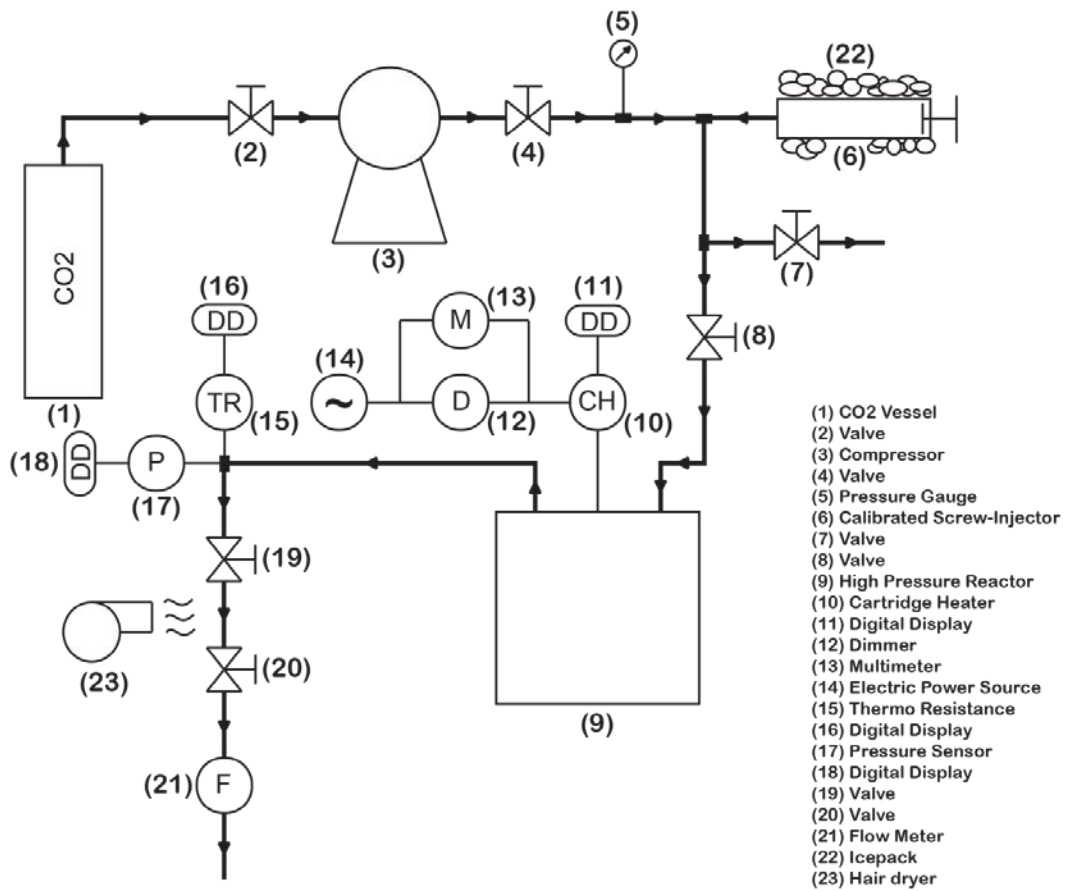 (5)
(22)
(2)
(4)
(6)
CO2
(3)
(7)
(16)
(13)
(11)
DD
M
DD
(14)
(8)
TR
~
D
CH
(1)
(15)
(12)
(10)
(18)
DD
P
(17)
(19)
(23)
(20)
(9)
(21)
F
(1) CO2 Vessel
(2) Valve
(3) Compressor
(4) Valve
(5) Pressure Gauge
(6) Calibrated Screw-Injector
(7) Valve
(8) Valve
(9) High Pressure Reactor
(10) Cartridge Heater
(11) Digital Display
(12) Dimmer
(13) Multimeter
(14) Electric Power Source
(15) Thermo Resistance
(16) Digital Display
(17) Pressure Sensor
(18) Digital Display
(19) Valve
(20) Valve
(21) Flow Meter
(22) Icepack
(23) Hair dryer